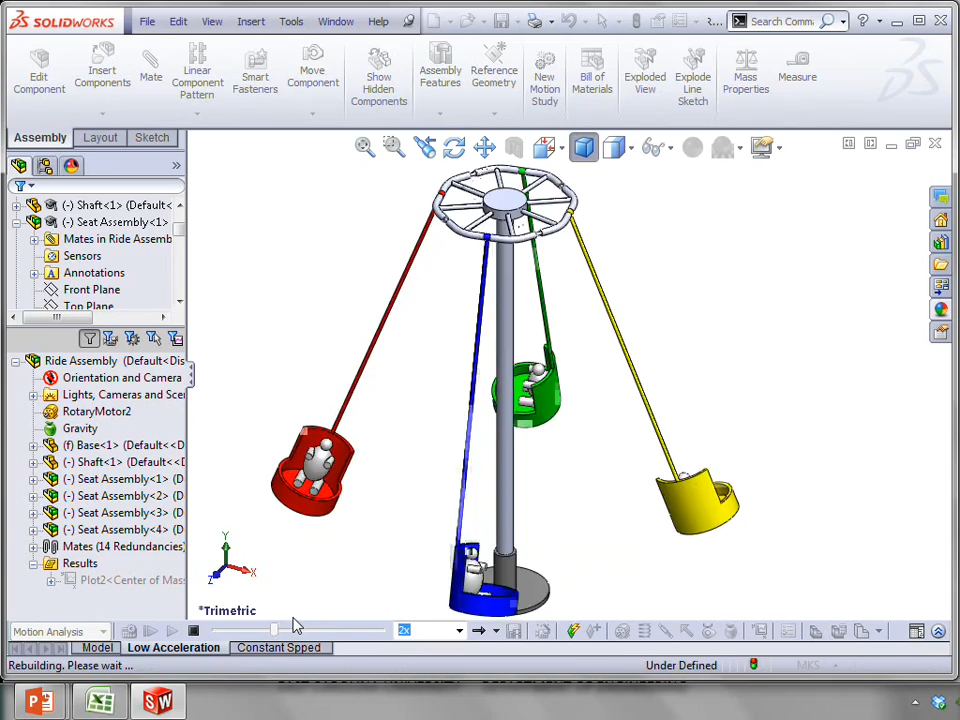 SOLIDWORKS File Edit View Insert Tools Window Help R... Search Comma
Edit Component
Insert Components
Mate
Linear Component Pattern
Smart Fasteners
Move Component
Show Hidden Components
Assembly Features
Reference Geometry
New Motion Study
Bill of Materials
Exploded View
Explode Line Sketch
Mass Properties
Measure
Assembly Layout Sketch
(-) Shaft<1> (Default<
(-) Seat Assembly<1>
Mates in Ride Assemb
Sensors
Annotations
Front Plane
Top Plane
Ride Assembly (Default<Dis
Orientation and Camera
Lights, Cameras and Scen
RotaryMotor2
Gravity
(f) Base<1> (Default<<D
(-) Shaft<1> (Default<<D
(-) Seat Assembly<1> (D
(-) Seat Assembly<2> (D
(-) Seat Assembly<3> (D
(-) Seat Assembly<4> (D
Mates (14 Redundancies)
Results
Plot2<Center of Mas
Y
X
Z
*Trimetric
Motion Analysis 2x
Model Low Acceleration Constant Spped
Rebuilding. Please wait ... Under Defined MKS